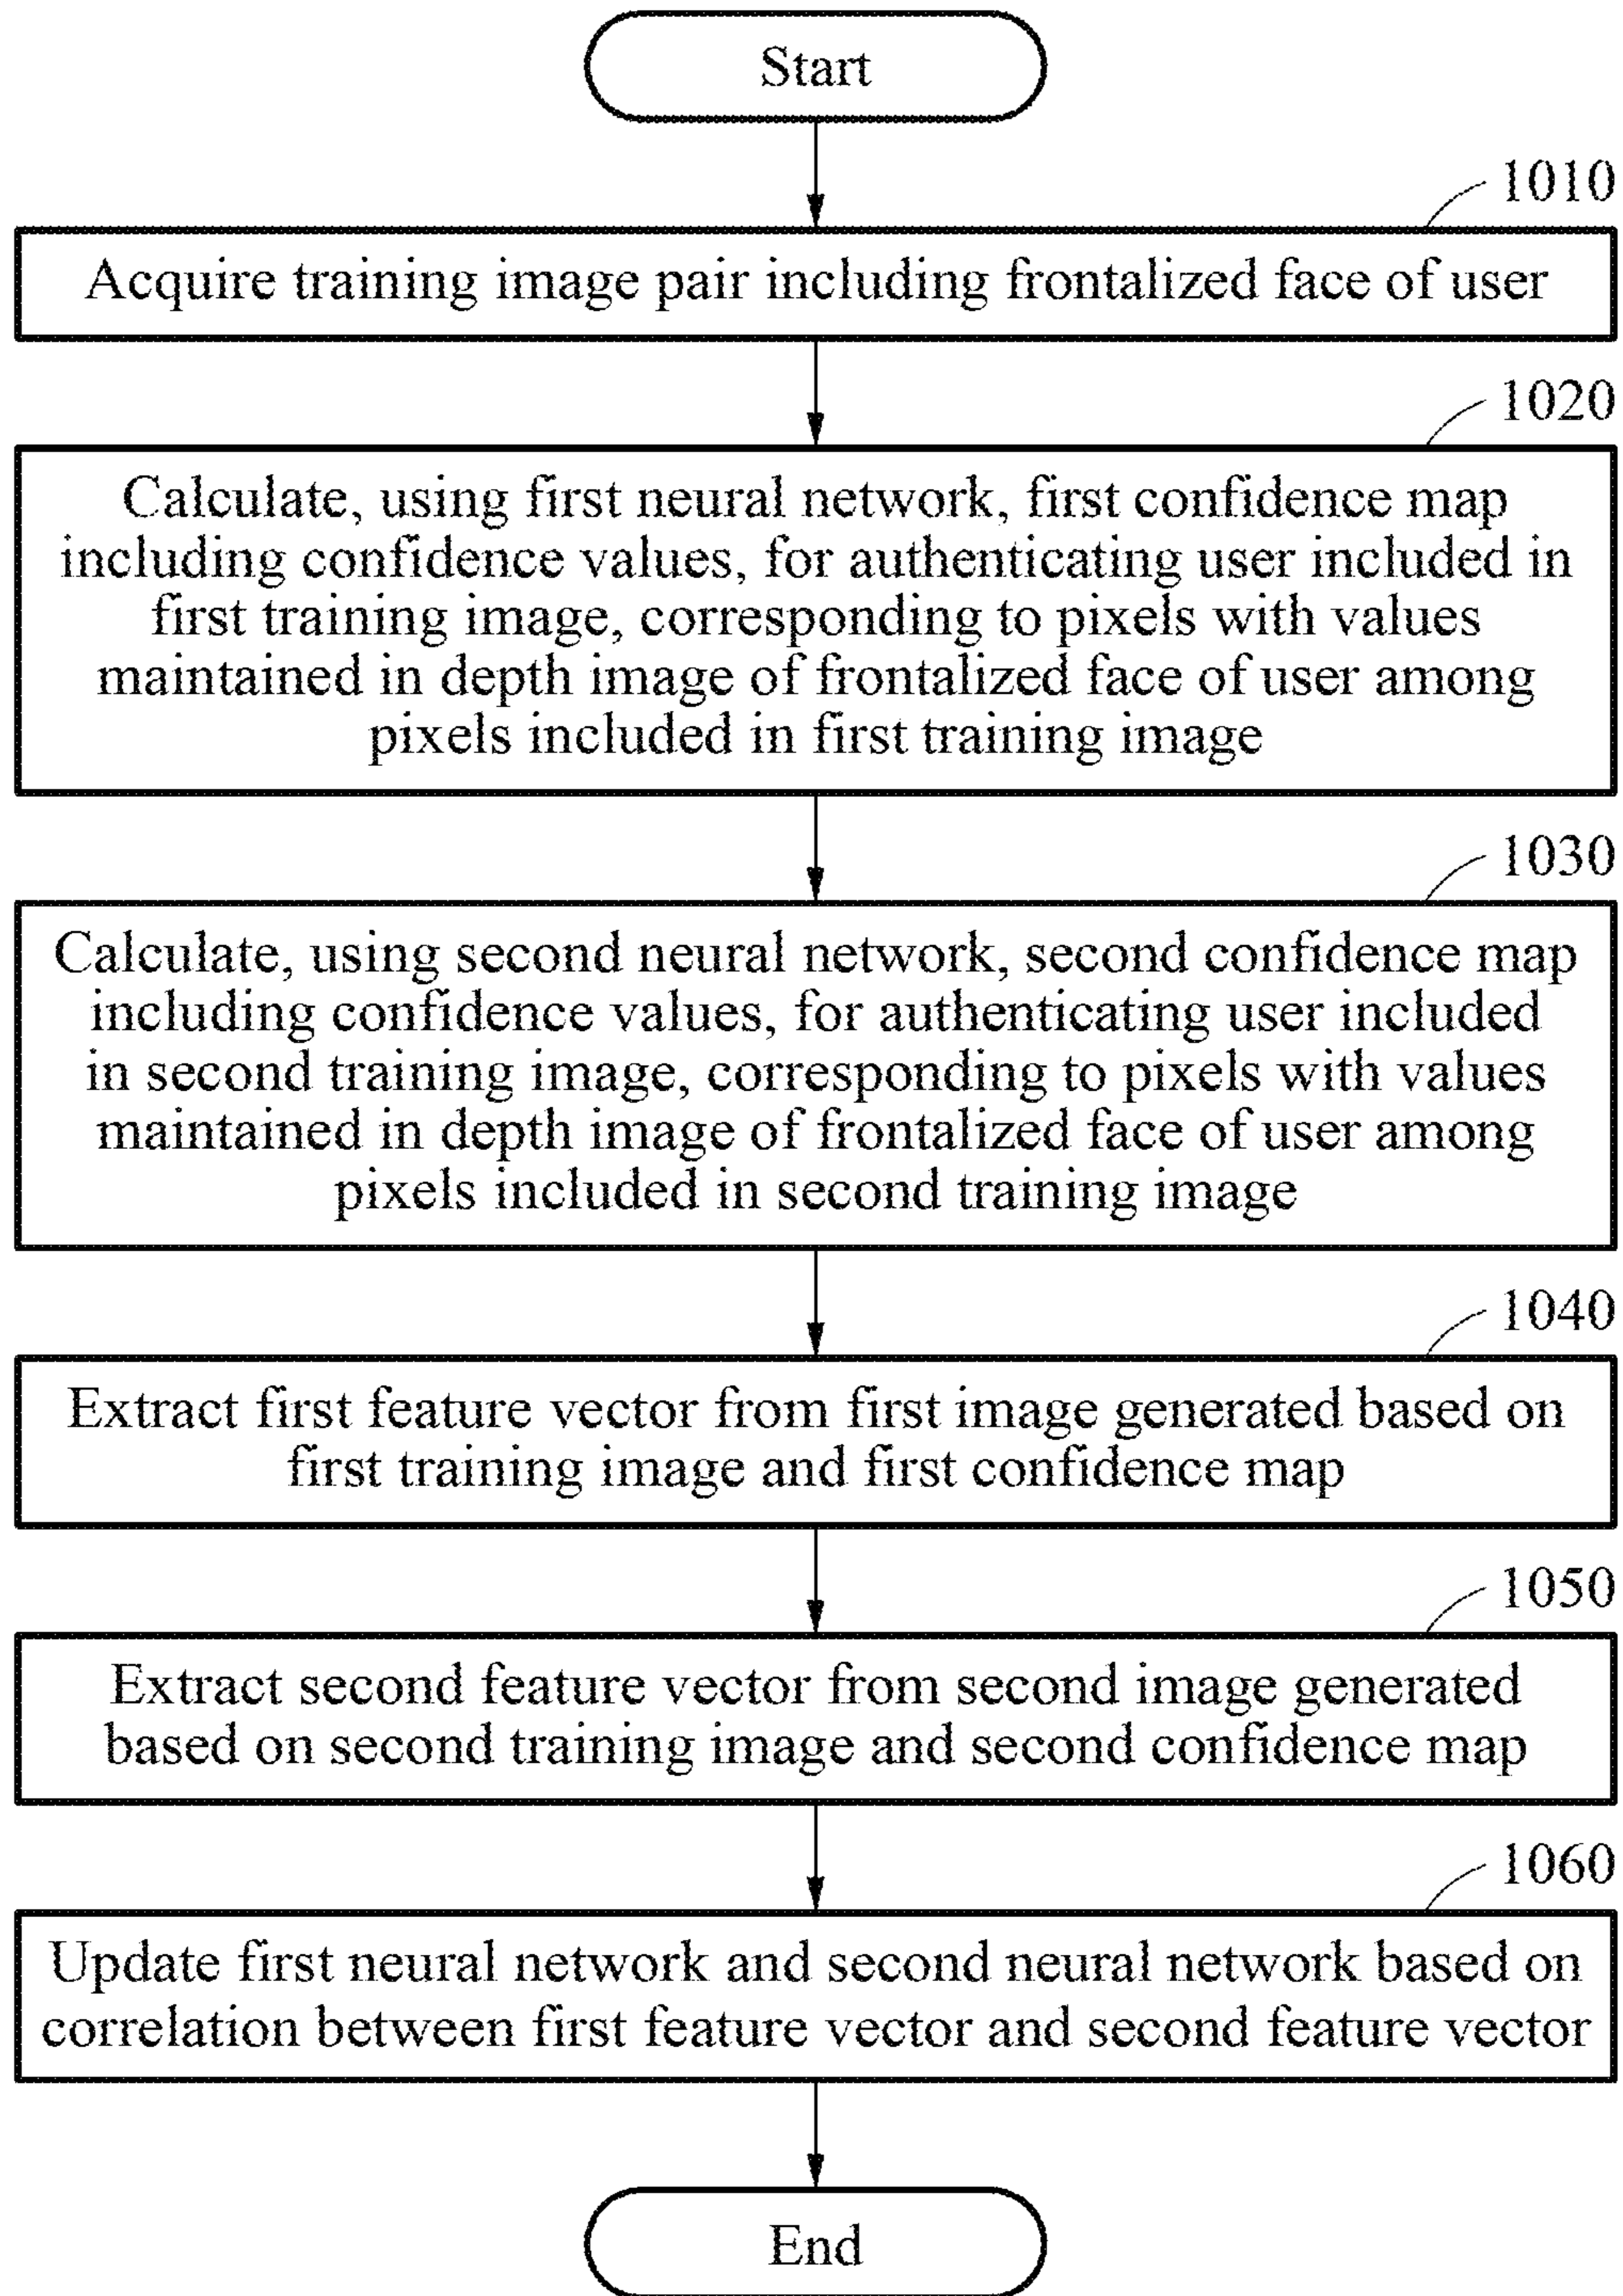 Start
1010
Acquire training image pair including frontalized face of user
1020
Calculate, using first neural network, first confidence map
including confidence values, for authenticating user included in
first training image, corresponding to pixels with values
maintained in depth image of frontalized face of user among
pixels included in first training image
1030
Calculate, using second neural network, second confidence map
including confidence values, for authenticating user included
in second training image, corresponding to pixels with values
maintained in depth image of frontalized face of user among
pixels included in second training image
1040
Extract first feature vector from first image generated based on
first training image and first confidence map
1050
Extract second feature vector from second image generated
based on second training image and second confidence map
1060
Update first neural network and second neural network based on
correlation between first feature vector and second feature vector
End